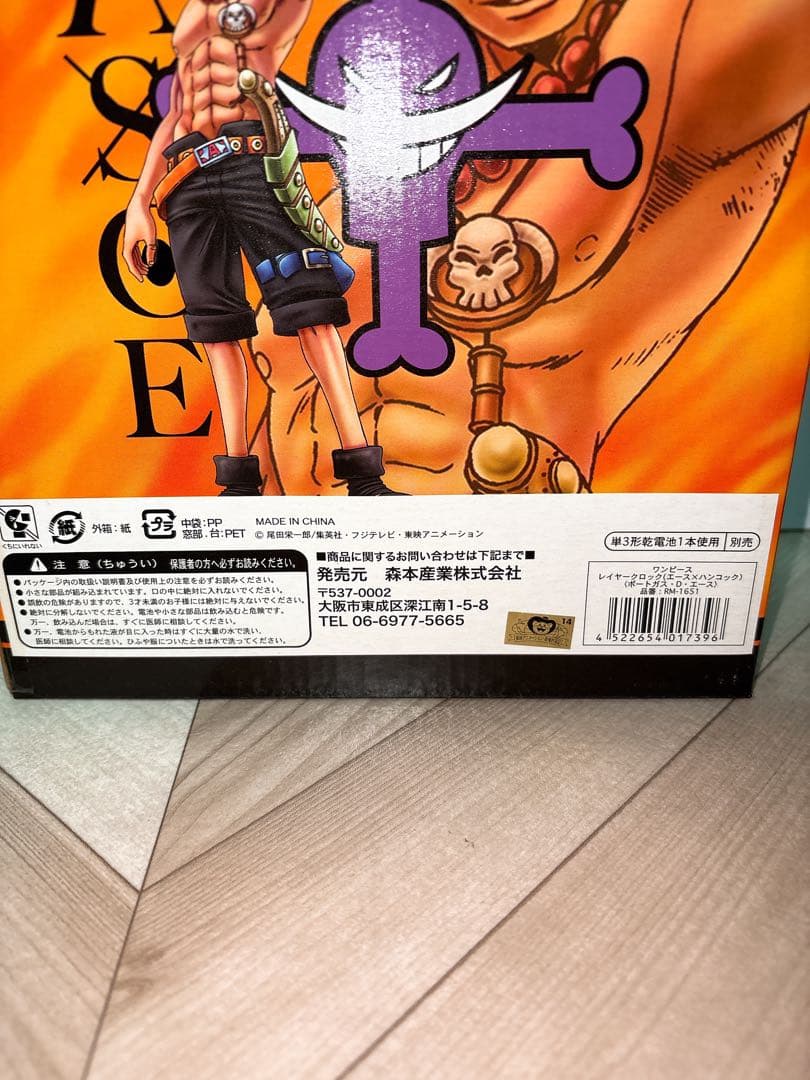 A
S
C
E
A
くちにいれない
紙
外箱:紙
プラ
中袋:PP
窓部.台:PET
MADE IN CHINA
© 尾田栄一郎/集英社・フジテレビ・東映アニメーション
注 意 (ちゅうい) 保護者の方へ必ずお読みください。
●パッケージ内の取扱い説明書及び使用上の注意を必ずお読みください。
●小さな部品が組込まれています。口の中に絶対に入れないでください。
●誤飲の危険がありますので、3才未満のお子様には絶対に与えないでください。
●絶対に分解しないでください。電池や小さな部品は飲み込むと危険です。
万一、飲み込んだ場合は、すぐに医師に相談してください。
●万一、電池からもれた液が目に入った時はすぐに大量の水で洗い、
医師に相談してください。ひふや服についたときは水で洗ってください。
■商品に関するお問い合わせは下記まで■
発売元 森本産業株式会社
〒537-0002
大阪市東成区深江南1-5-8
TEL 06-6977-5665
14
単3形乾電池1本使用 別売
ワンピース
レイヤークロック(エース×ハンコック)
(ポートガス・D・エース)
品番:RM-1651
4 522654 017396